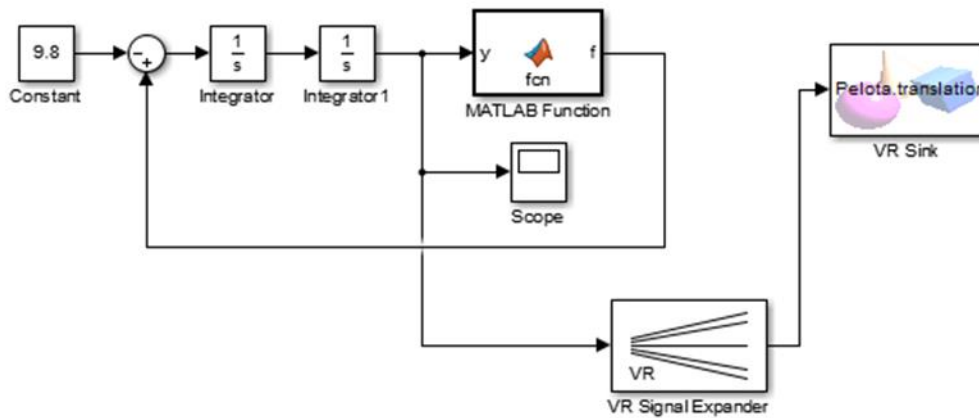 9.8
Constant
1
s
Integrator
1
s
Integrator1
y
fcn
f
MATLAB Function
Scope
Pelota.translation
VR Sink
VR
VR Signal Expander